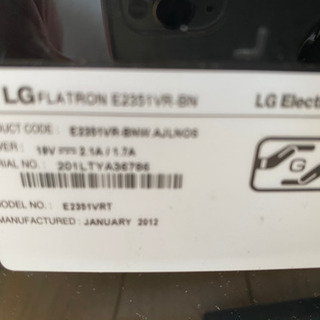 LG FLATRON E2351VR-BN LG Elect
UCT CODE : E2351VR-BNW.AJLNOS
VER : 19V 2.1A / 1.7A
RIAL NO. : 201LTYA36786
MODEL NO. : E2351VRT
MANUFACTURED : JANUARY 2012
G